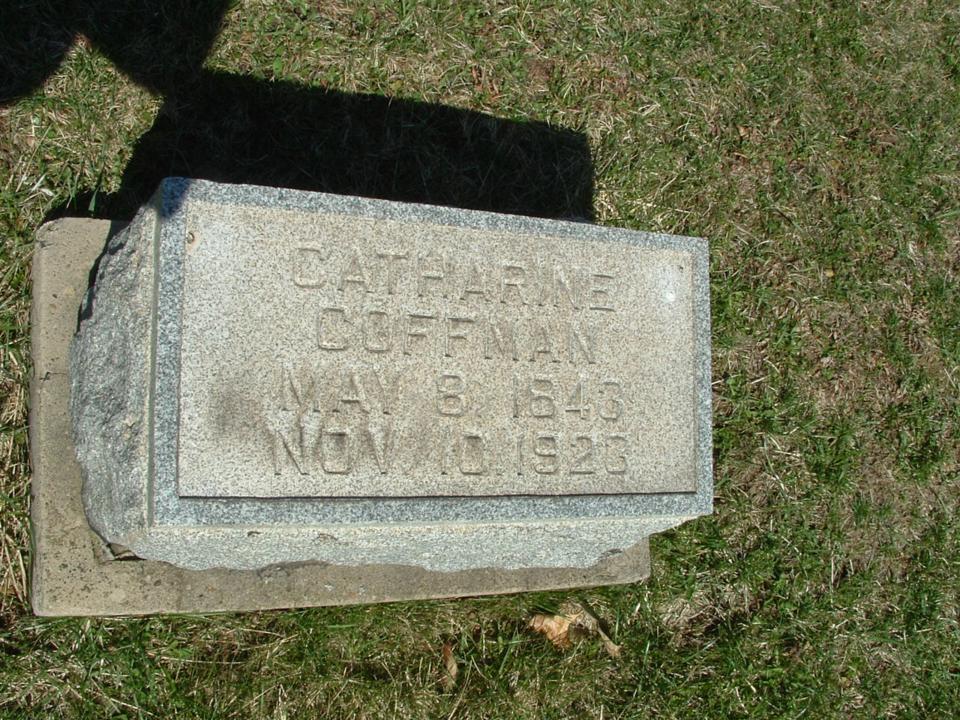 CATHARINE
COFFMAN
MAY 8, 1843
NOV. 10, 1923